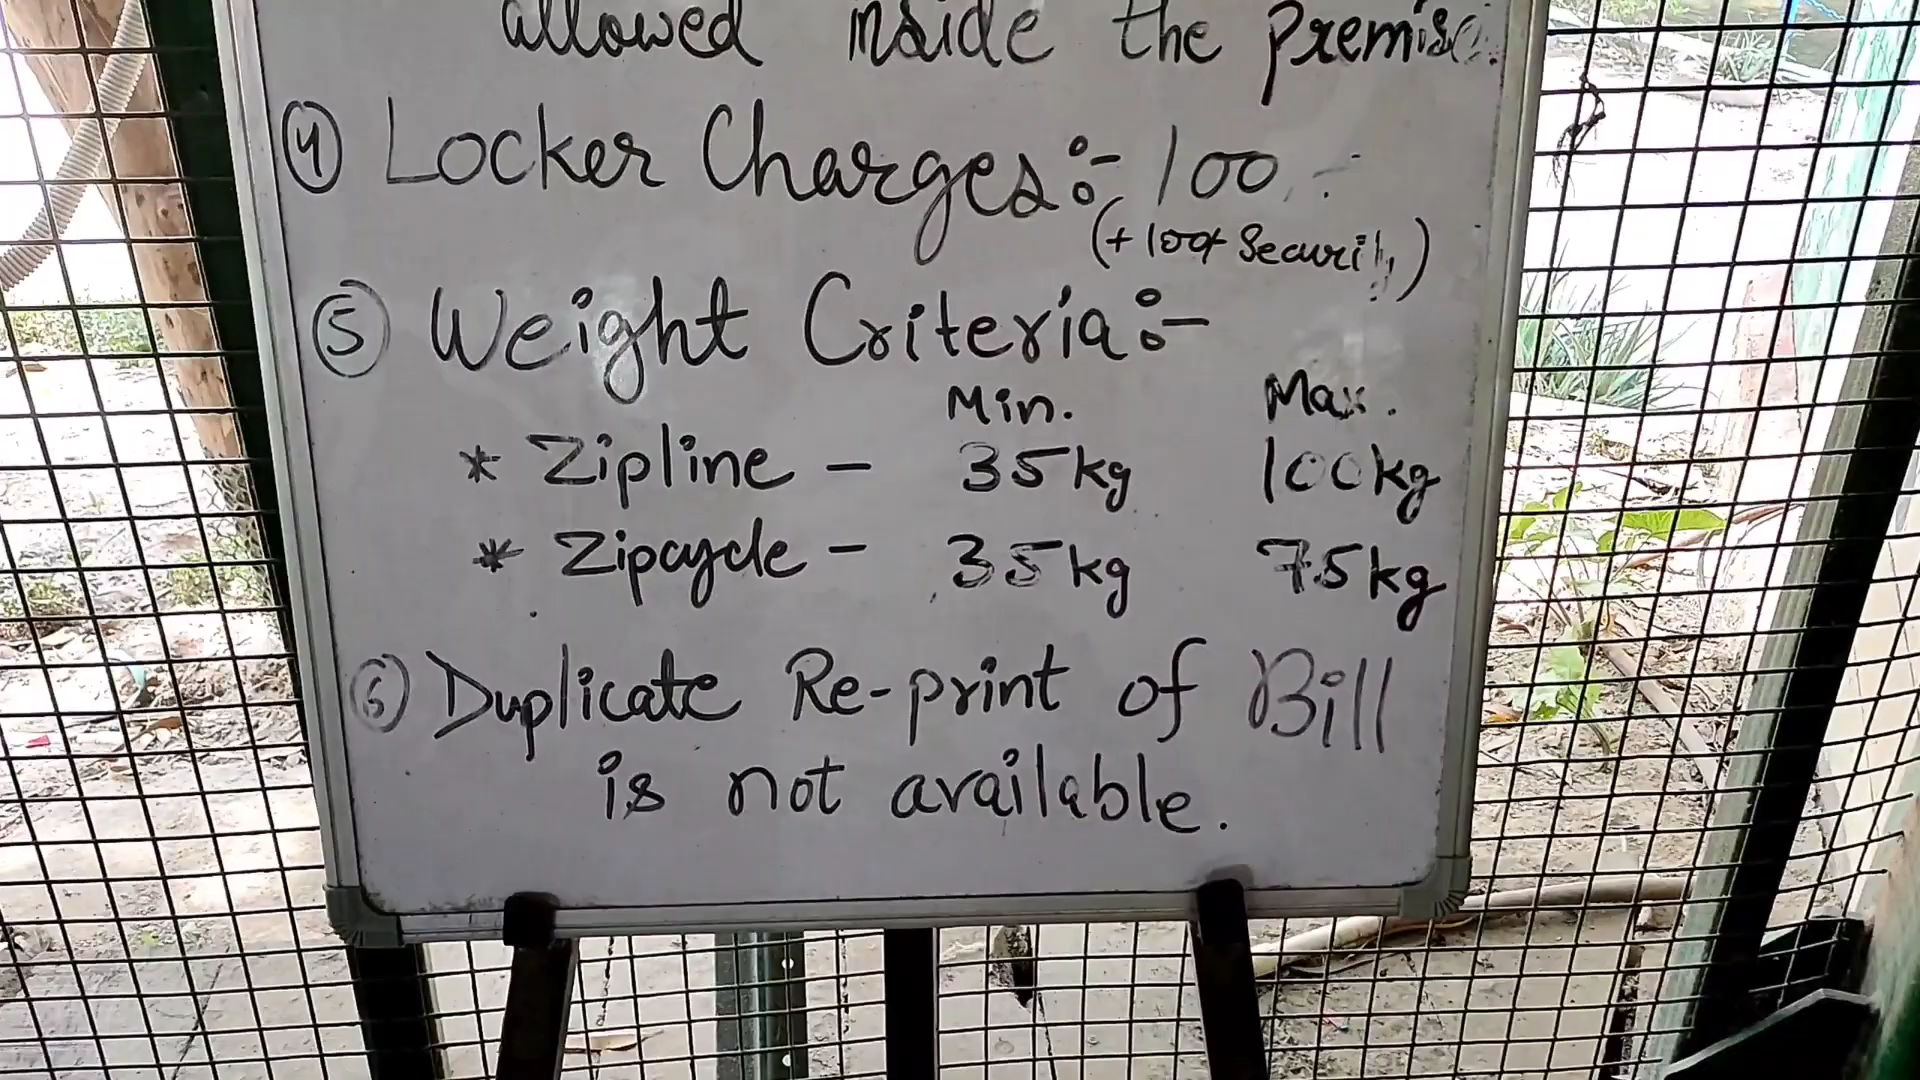 allowed inside the premise.
④ Locker Charges:- 100
(+ 100/- Security)
⑤ Weight Criteria:-
Min. Max.
* Zipline - 35kg 100kg
* Zipcycle - 35kg 75kg
⑥ Duplicate Re-print of Bill
is not available.